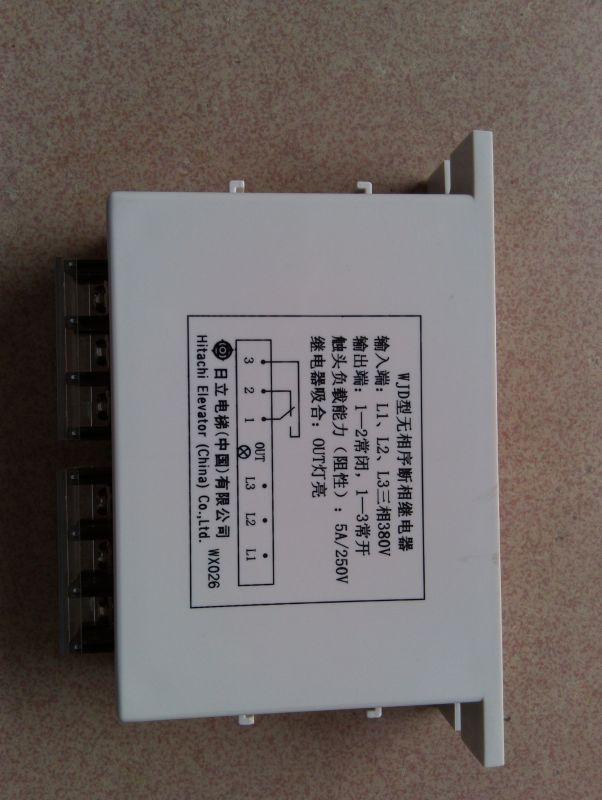 WJD型无相序断相继电器
输入端：L1、L2、L3三相380V
输出端：1—2常闭，1—3常开
触头负载能力（阻性）：5A/250V
继电器吸合：OUT灯亮
3 2 1 OUT L3 L2 L1
日立电梯(中国)有限公司
Hitachi Elevator (China) Co.,Ltd. WX026